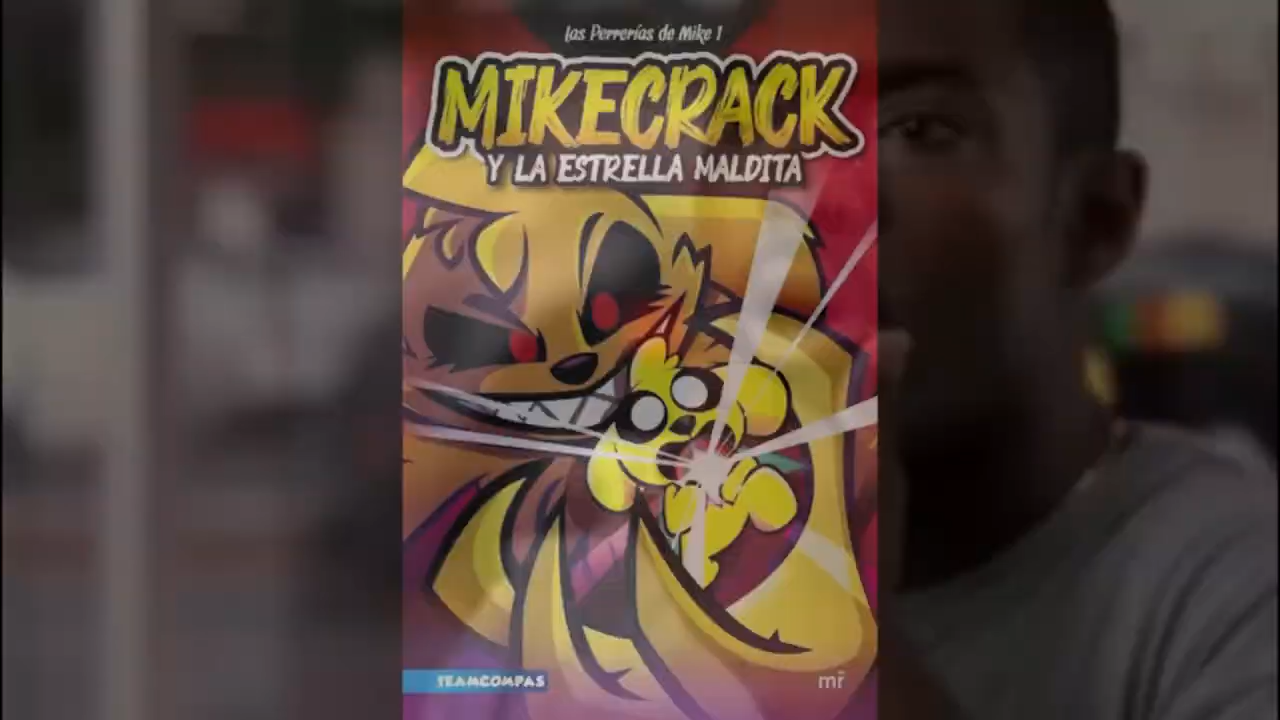 Las Perrerías de Mike 1
MIKECRACK
Y LA ESTRELLA MALDITA
TEAMCOMPAS
mr